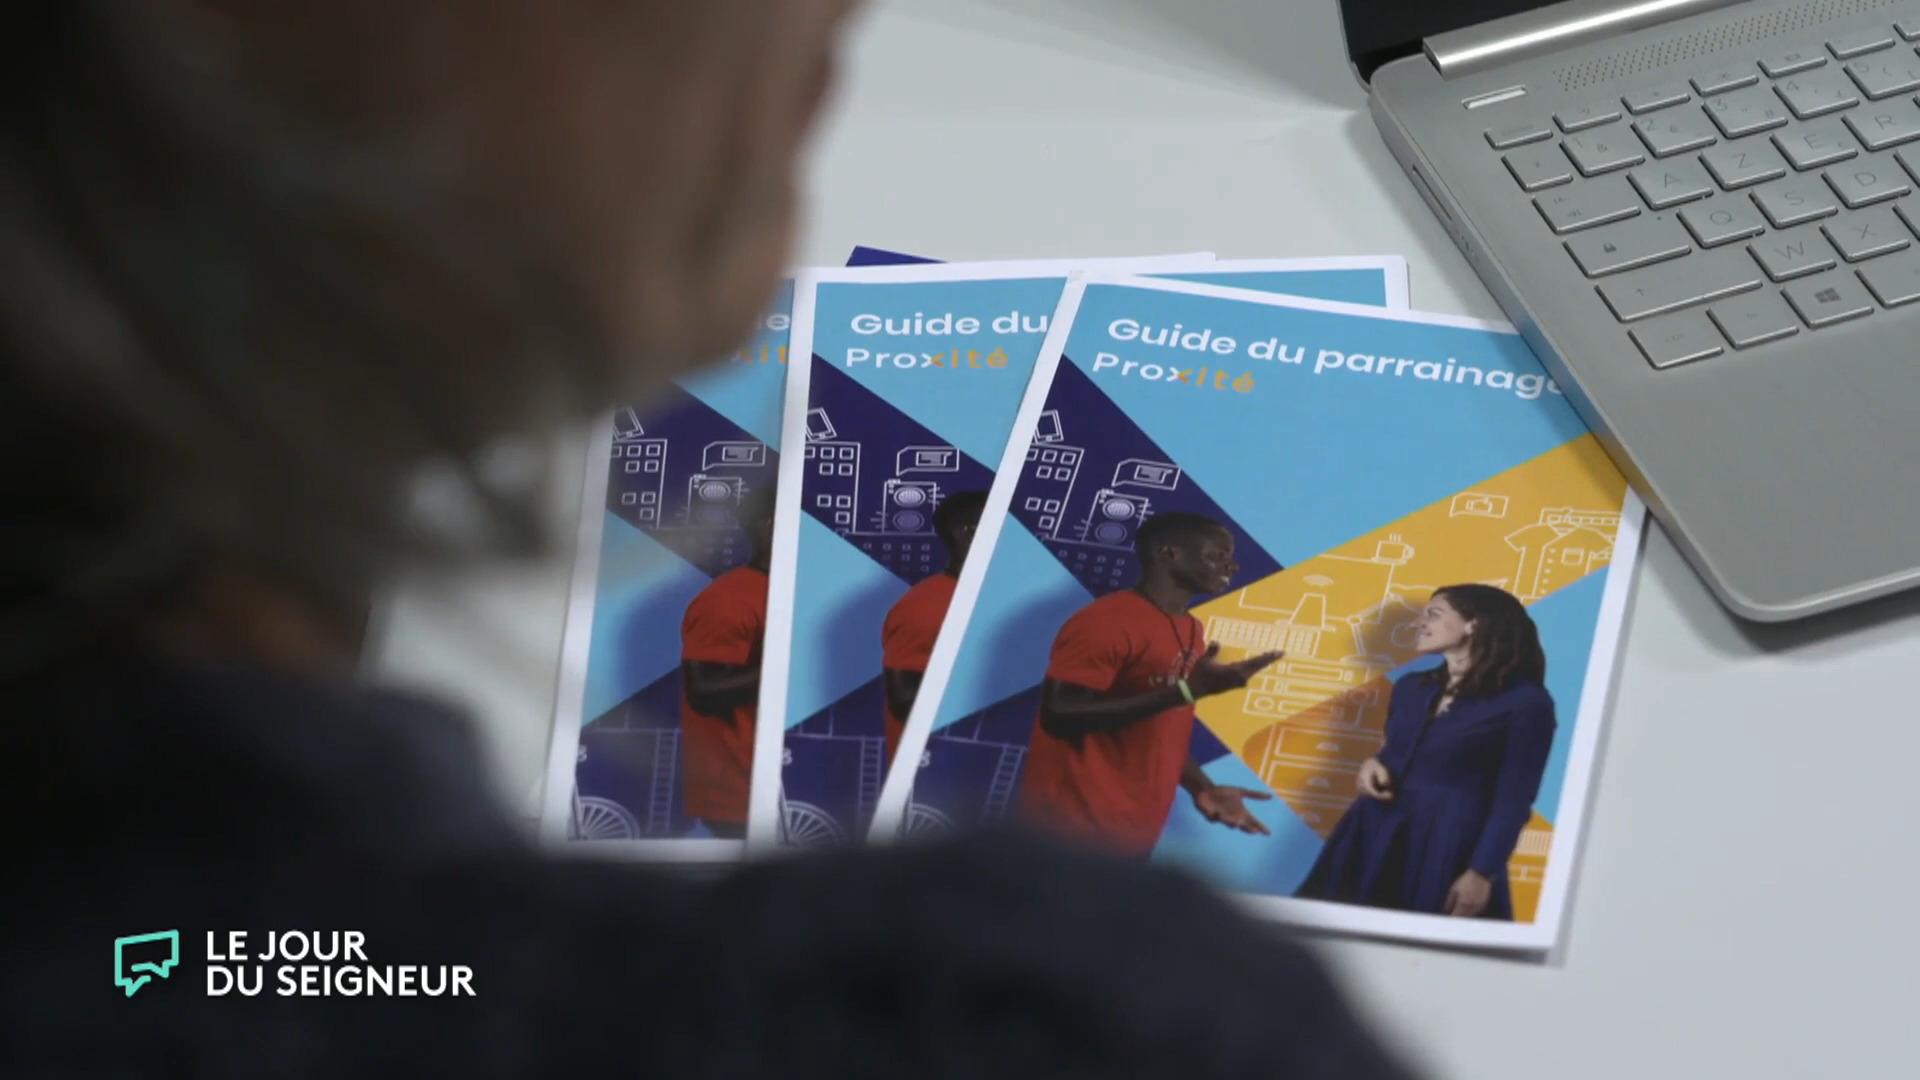 Guide du parrainage
Proxité
Guide du
Proxité
LE JOUR
DU SEIGNEUR